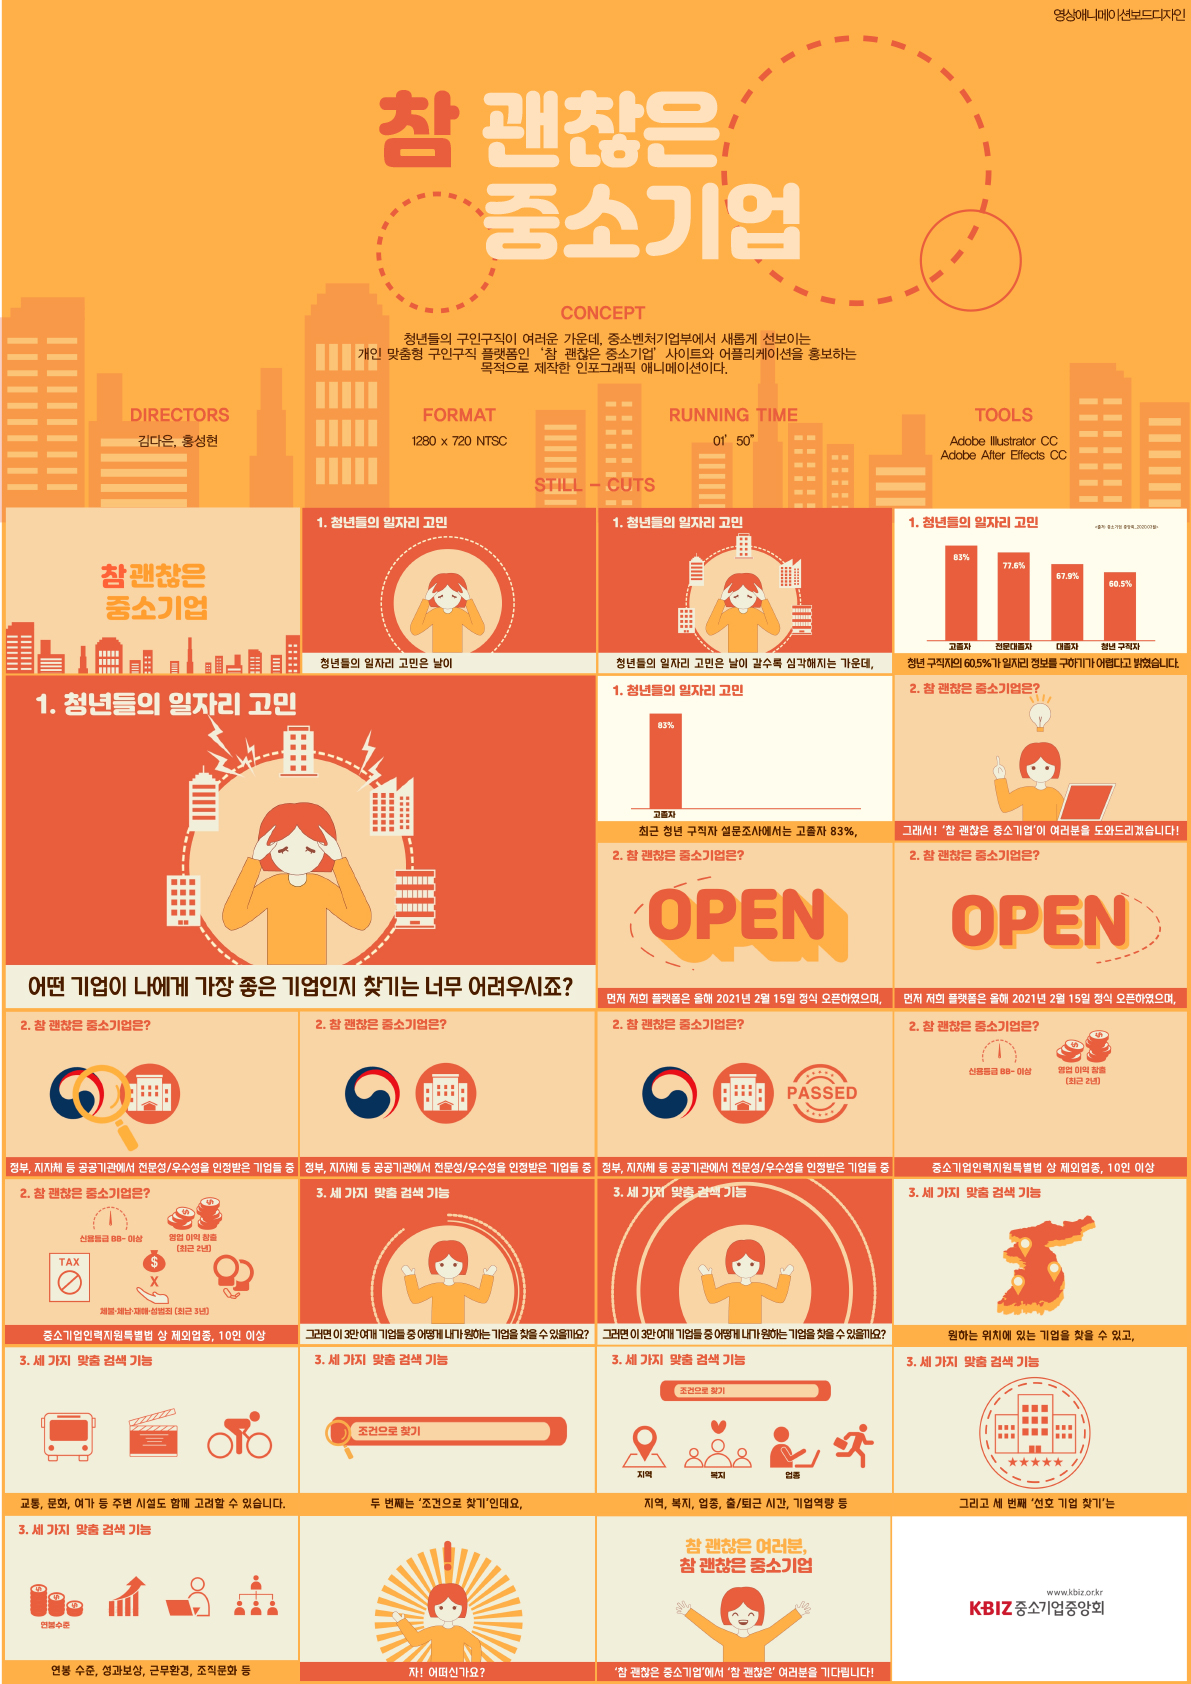 영상애니메이션보드디자인
참 괜찮은
중소기업
CONCEPT
청년들의 구인구직이 여러운 가운데, 중소벤처기업부에서 새롭게 선보이는
개인 맞춤형 구인구직 플랫폼인 '참 괜찮은 중소기업' 사이트와 어플리케이션을 홍보하는
목적으로 제작한 인포그래픽 애니메이션이다.
DIRECTORS
김다은, 홍성현
FORMAT
1280 x 720 NTSC
RUNNING TIME
01' 50"
TOOLS
Adobe Illustrator CC
Adobe After Effects CC
STILL - CUTS
참 괜찮은
중소기업
1. 청년들의 일자리 고민
청년들의 일자리 고민은 날이
1. 청년들의 일자리 고민
청년들의 일자리 고민은 날이 갈수록 심각해지는 가운데,
1. 청년들의 일자리 고민
83%
77.6%
67.9%
60.5%
고졸자
전문대졸자
대졸자
청년 구직자
청년 구직자의 60.5%가 일자리 정보를 구하기가 어렵다고 밝혔습니다.
1. 청년들의 일자리 고민
어떤 기업이 나에게 가장 좋은 기업인지 찾기는 너무 어려우시죠?
1. 청년들의 일자리 고민
83%
고졸자
최근 청년 구직자 설문조사에서는 고졸자 83%,
2. 참 괜찮은 중소기업은?
그래서! '참 괜찮은 중소기업'이 여러분을 도와드리겠습니다!
2. 참 괜찮은 중소기업은?
OPEN
먼저 저희 플랫폼은 올해 2021년 2월 15일 정식 오픈하였으며,
2. 참 괜찮은 중소기업은?
OPEN
먼저 저희 플랫폼은 올해 2021년 2월 15일 정식 오픈하였으며,
2. 참 괜찮은 중소기업은?
정부, 지자체 등 공공기관에서 전문성/우수성을 인정받은 기업들 중
2. 참 괜찮은 중소기업은?
정부, 지자체 등 공공기관에서 전문성/우수성을 인정받은 기업들 중
2. 참 괜찮은 중소기업은?
PASSED
정부, 지자체 등 공공기관에서 전문성/우수성을 인정받은 기업들 중
2. 참 괜찮은 중소기업은?
신용등급 BB- 이상
영업 이익 창출
(최근 2년)
중소기업인력지원특별법 상 제외업종, 10인 이상
2. 참 괜찮은 중소기업은?
신용등급 BB- 이상
영업 이익 창출
(최근 2년)
TAX
$
X
체불·체납·재해·성범죄 (최근 3년)
중소기업인력지원특별법 상 제외업종, 10인 이상
3. 세 가지 맞춤 검색 기능
그러면 이 3만 여개 기업들 중 어떻게 내가 원하는 기업을 찾을 수 있을까요?
3. 세 가지 맞춤 검색 기능
그러면 이 3만 여개 기업들 중 어떻게 내가 원하는 기업을 찾을 수 있을까요?
3. 세 가지 맞춤 검색 기능
원하는 위치에 있는 기업을 찾을 수 있고,
3. 세 가지 맞춤 검색 기능
교통, 문화, 여가 등 주변 시설도 함께 고려할 수 있습니다.
3. 세 가지 맞춤 검색 기능
조건으로 찾기
두 번째는 '조건으로 찾기'인데요,
3. 세 가지 맞춤 검색 기능
조건으로 찾기
지역
복지
업종
지역, 복지, 업종, 출/퇴근 시간, 기업역량 등
3. 세 가지 맞춤 검색 기능
그리고 세 번째 '선호 기업 찾기'는
3. 세 가지 맞춤 검색 기능
연봉수준
연봉 수준, 성과보상, 근무환경, 조직문화 등
자! 어떠신가요?
참 괜찮은 여러분,
참 괜찮은 중소기업
'참 괜찮은 중소기업'에서 '참 괜찮은' 여러분을 기다립니다!
www.kbiz.or.kr
KBIZ 중소기업중앙회